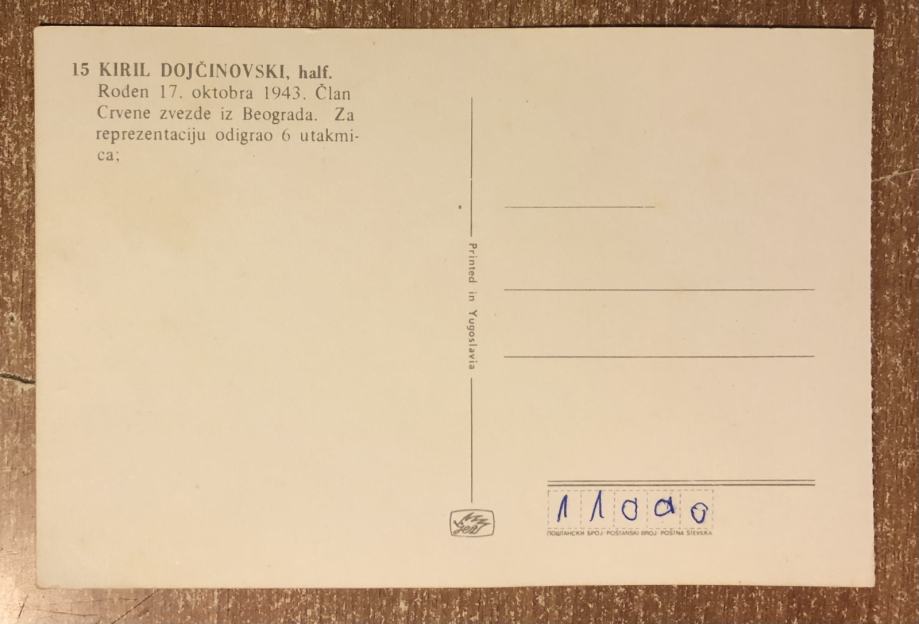 15 KIRIL DOJČINOVSKI, half.
Rođen 17. oktobra 1943. Član
Crvene zvezde iz Beograda. Za
reprezentaciju odigrao 6 utakmi-
ca;
Printed in Yugoslavia
11000
ПОШТАНСКИ БРОЈ POŠTANSKI BROJ POŠTNA ŠTEVILKA